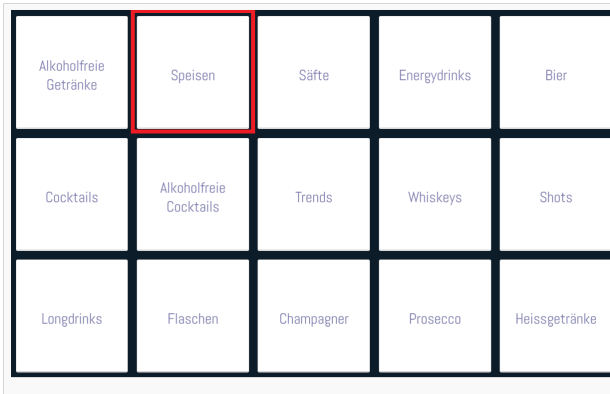 Alkoholfreie
Getränke
Speisen
Säfte
Energydrinks
Bier
Cocktails
Alkoholfreie
Cocktails
Trends
Whiskeys
Shots
Longdrinks
Flaschen
Champagner
Prosecco
Heissgetränke